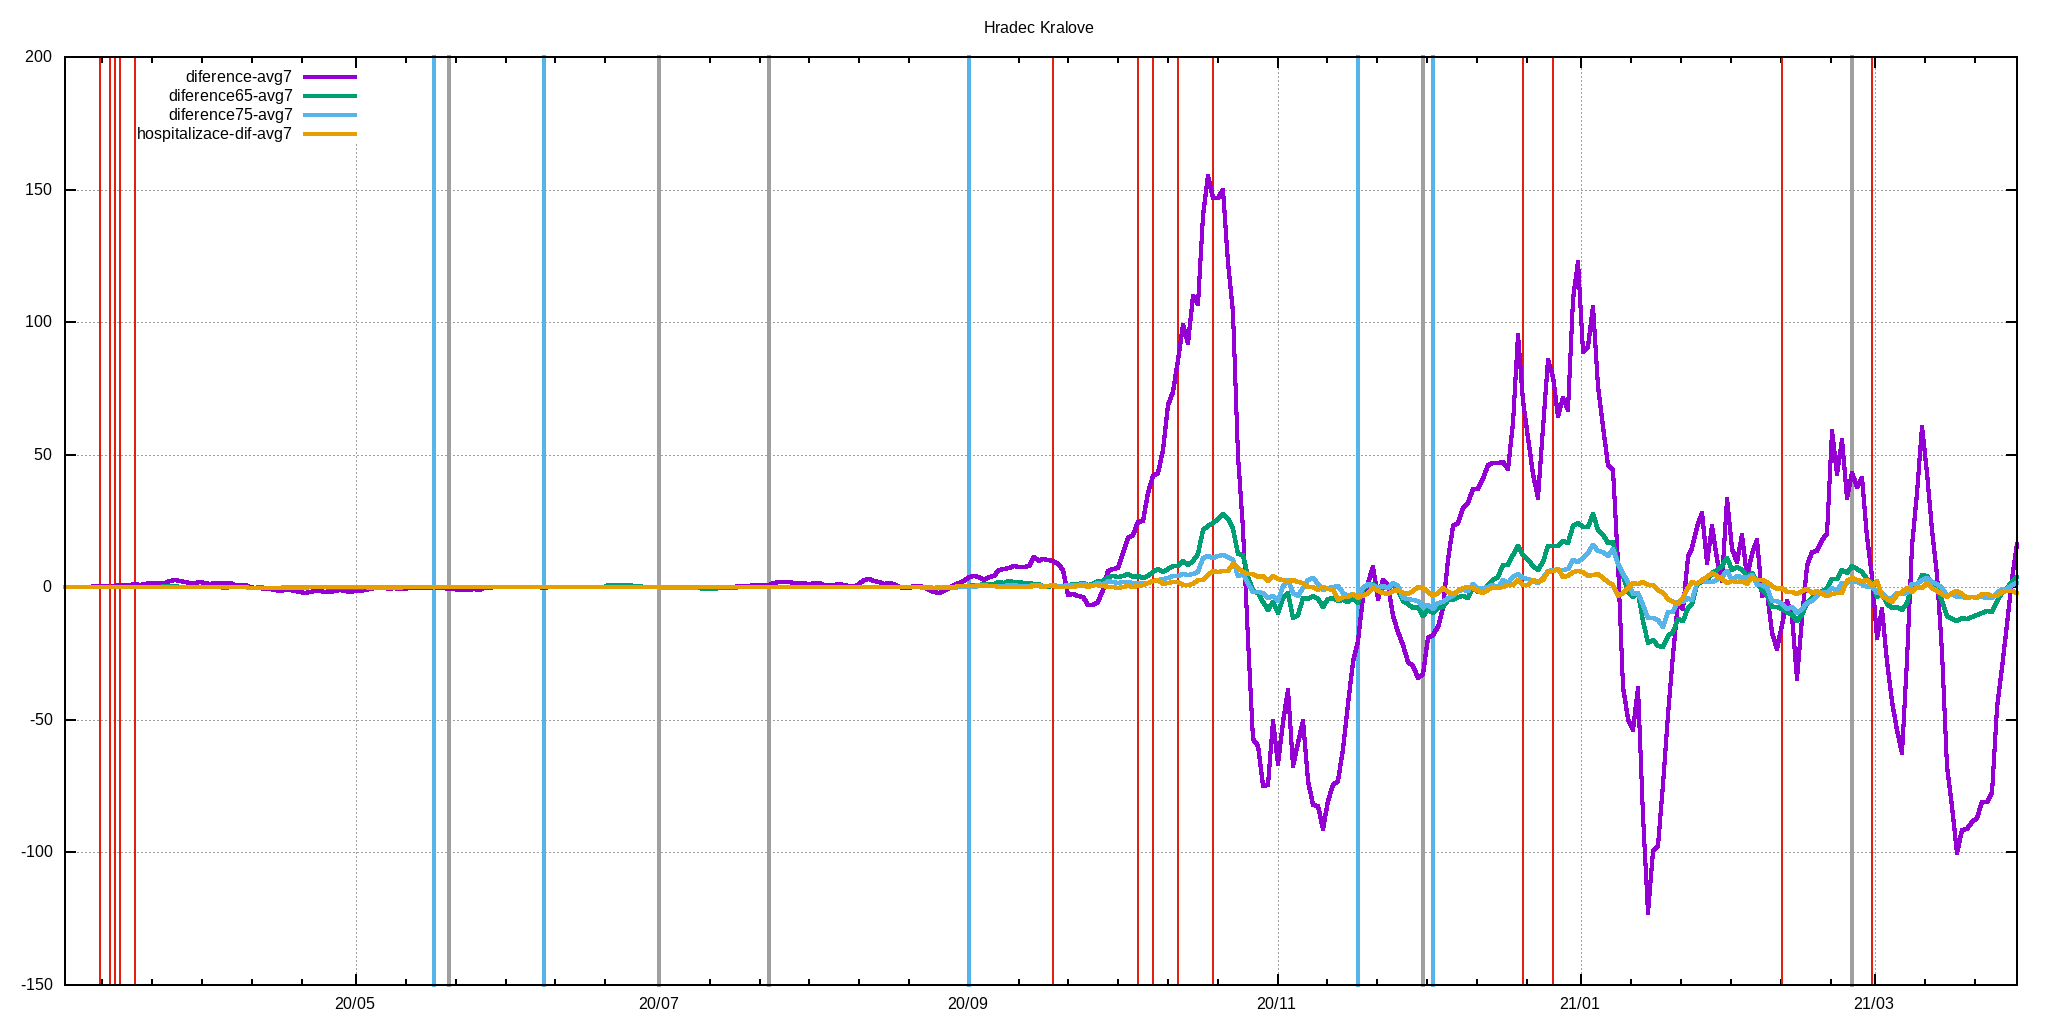 Hradec Kralove
200
150
100
50
0
-50
-100
-150
diference-avg7
diference65-avg7
diference75-avg7
hospitalizace-dif-avg7
20/05 20/07 20/09 20/11 21/01 21/03